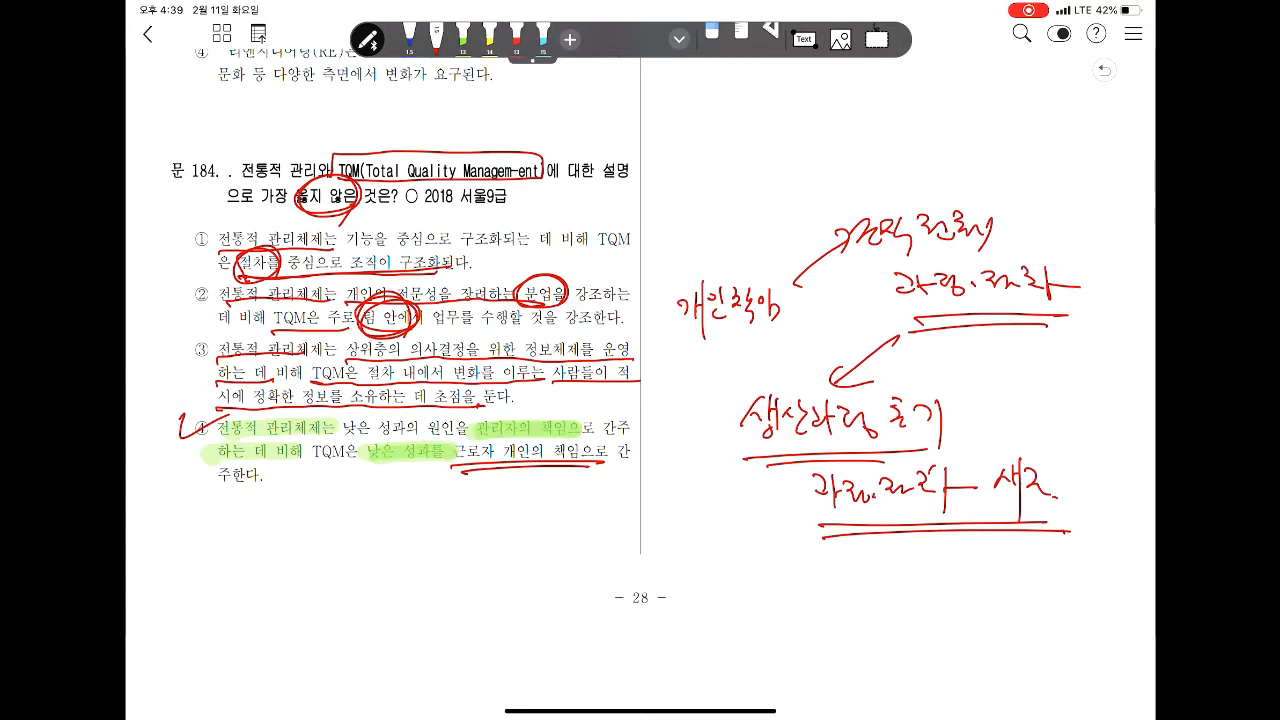 오후 4:39 2월 11일 화요일
LTE 42%
Text
15 13 14 13 15
문화 등 다양한 측면에서 변화가 요구된다.
문 184. . 전통적 관리와 TQM(Total Quality Managem-ent)에 대한 설명
으로 가장 옳지 않은 것은? ○ 2018 서울9급
① 전통적 관리체제는 기능을 중심으로 구조화되는 데 비해 TQM
은 절차를 중심으로 조직이 구조화된다.
② 전통적 관리체제는 개인의 전문성을 장려하는 분업을 강조하는
데 비해 TQM은 주로 팀 안에서 업무를 수행할 것을 강조한다.
③ 전통적 관리체제는 상위층의 의사결정을 위한 정보체제를 운영
하는 데 비해 TQM은 절차 내에서 변화를 이루는 사람들이 적
시에 정확한 정보를 소유하는 데 초점을 둔다.
④ 전통적 관리체제는 낮은 성과의 원인을 관리자의 책임으로 간주
하는 데 비해 TQM은 낮은 성과를 근로자 개인의 책임으로 간
주한다.
개인책임
생산과정 초기
- 28 -